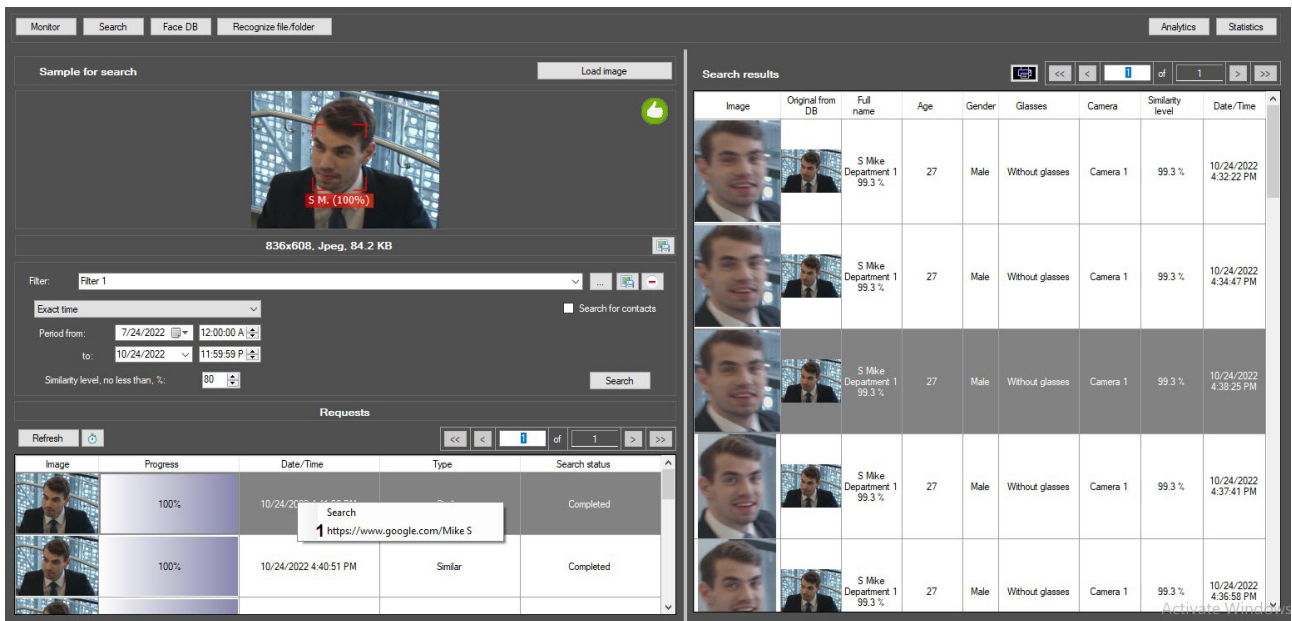 Monitor Search Face DB Recognize file/folder Analytics Statistics
Sample for search Load image
S M. (100%)
836x608, Jpeg, 84.2 KB
Filter: Filter 1 ...
Exact time Search for contacts
Period from: 7/24/2022 12:00:00 A
to: 10/24/2022 11:59:59 P
Similarity level, no less than, %: 80 Search
Requests
Refresh << < 1 of 1 > >>
Image Progress Date/Time Type Search status
100% Completed
Search
1 https://www.google.com/Mike S
100% 10/24/2022 4:40:51 PM Similar Completed
Search results << < 1 of 1 > >>
Image Original from DB Full name Age Gender Glasses Camera Similarity level Date/Time
S Mike
Department 1
99.3 % 27 Male Without glasses Camera 1 99.3 % 10/24/2022 4:32:22 PM
S Mike
Department 1
99.3 % 27 Male Without glasses Camera 1 99.3 % 10/24/2022 4:34:47 PM
S Mike
Department 1
99.3 % 27 Male Without glasses Camera 1 99.3 % 10/24/2022 4:38:25 PM
S Mike
Department 1
99.3 % 27 Male Without glasses Camera 1 99.3 % 10/24/2022 4:37:41 PM
S Mike
Department 1
99.3 % 27 Male Without glasses Camera 1 99.3 % 10/24/2022 4:36:58 PM
Activate Windows